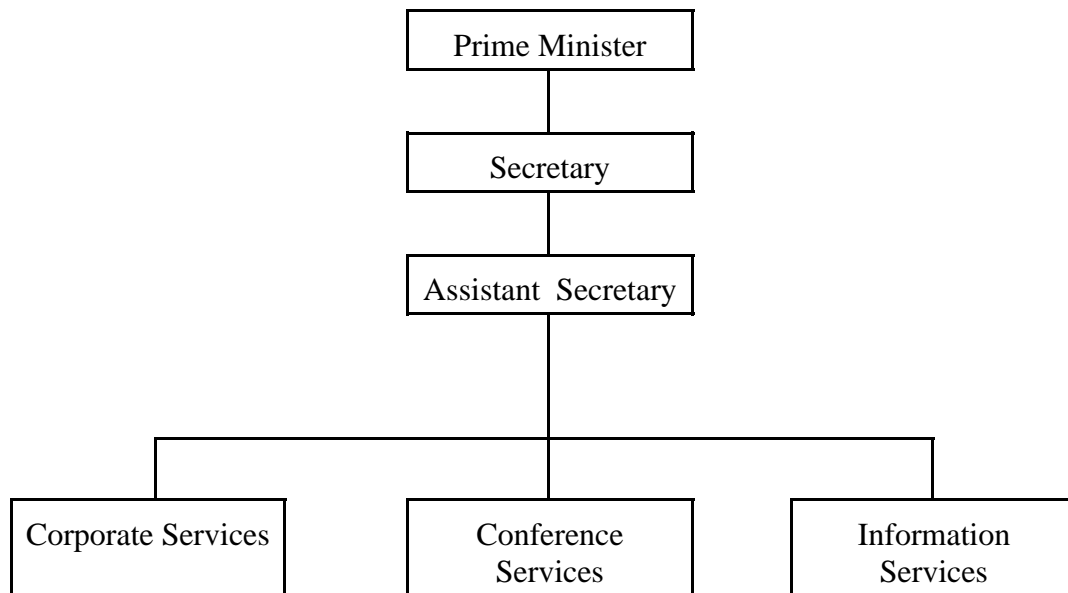 Prime Minister
Secretary
Assistant  Secretary
Corporate Services
Conference
Services
Information
Services